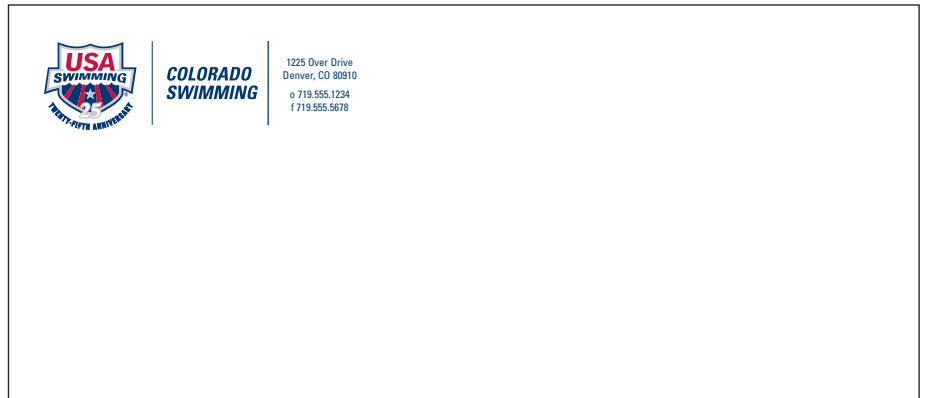 USA
SWIMMING
25
TWENTY-FIFTH ANNIVERSARY
COLORADO
SWIMMING
1225 Over Drive
Denver, CO 80910
o 719.555.1234
f 719.555.5678